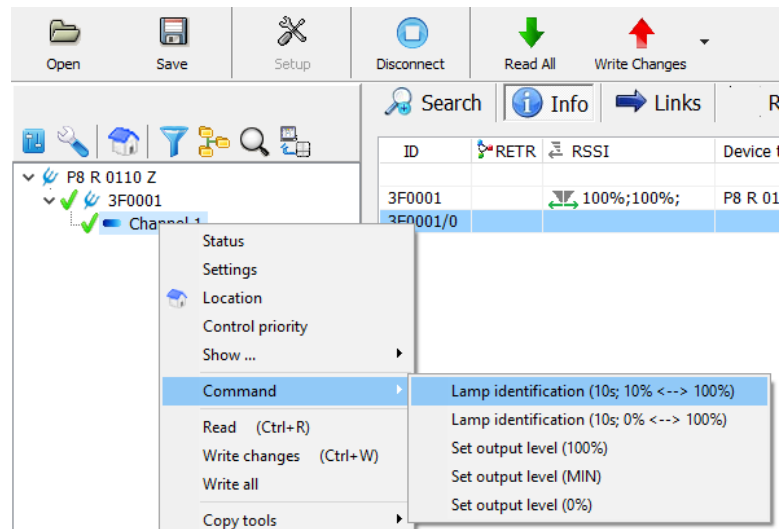 Open
Save
Setup
Disconnect
Read All
Write Changes
Search
Info
Links
R
ID
RETR
RSSI
Device t
P8 R 0110 Z
3F0001
Channel 1
3F0001
100%;100%;
P8 R 01
3F0001/0
Status
Settings
Location
Control priority
Show ...
Command
Read (Ctrl+R)
Write changes (Ctrl+W)
Write all
Copy tools
Lamp identification (10s; 10% <--> 100%)
Lamp identification (10s; 0% <--> 100%)
Set output level (100%)
Set output level (MIN)
Set output level (0%)